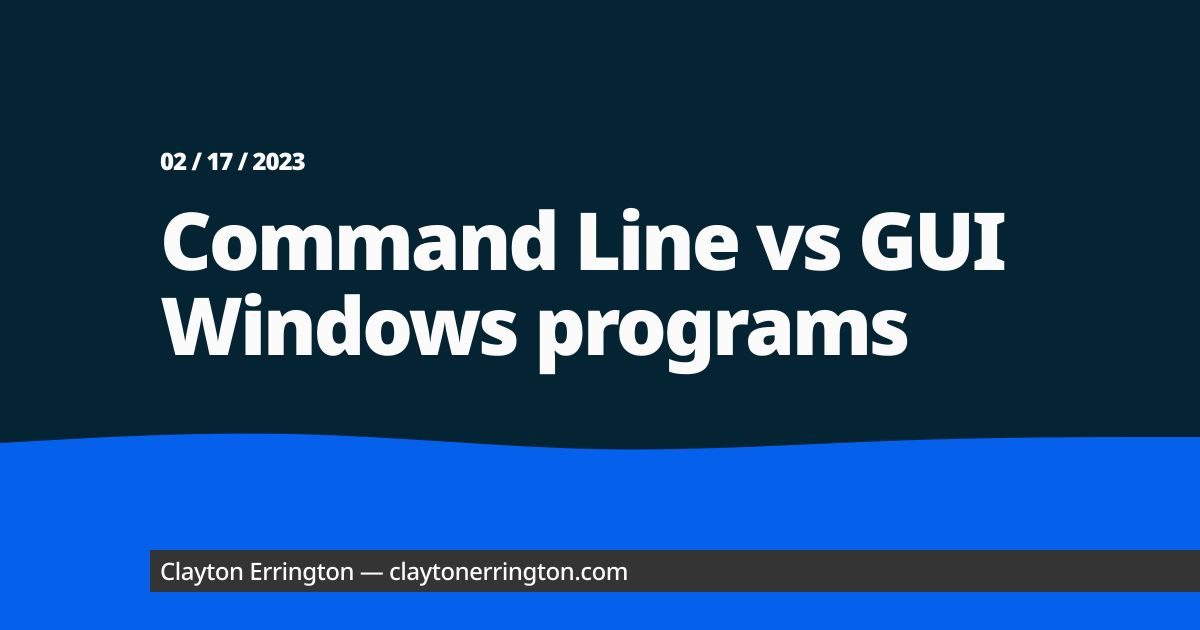 02 / 17 / 2023
Command Line vs GUI
Windows programs
Clayton Errington — claytonerrington.com